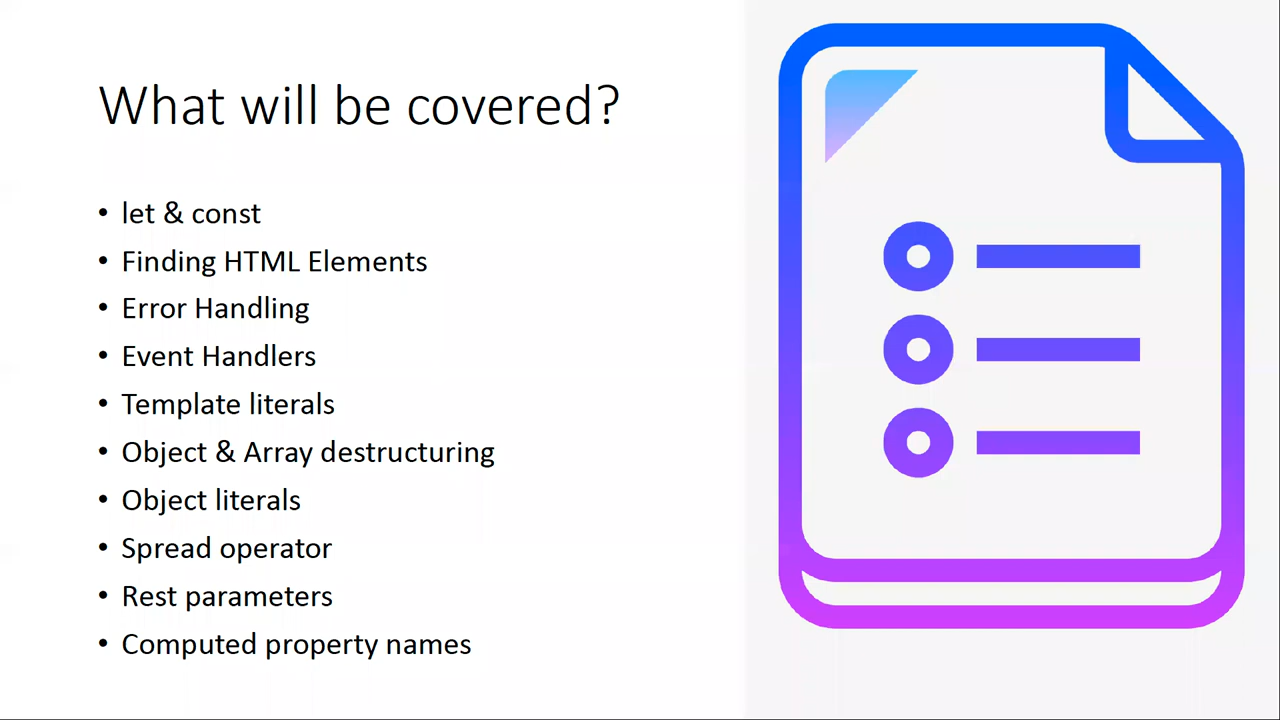 What will be covered?
• let & const
• Finding HTML Elements
• Error Handling
• Event Handlers
• Template literals
• Object & Array destructuring
• Object literals
• Spread operator
• Rest parameters
• Computed property names